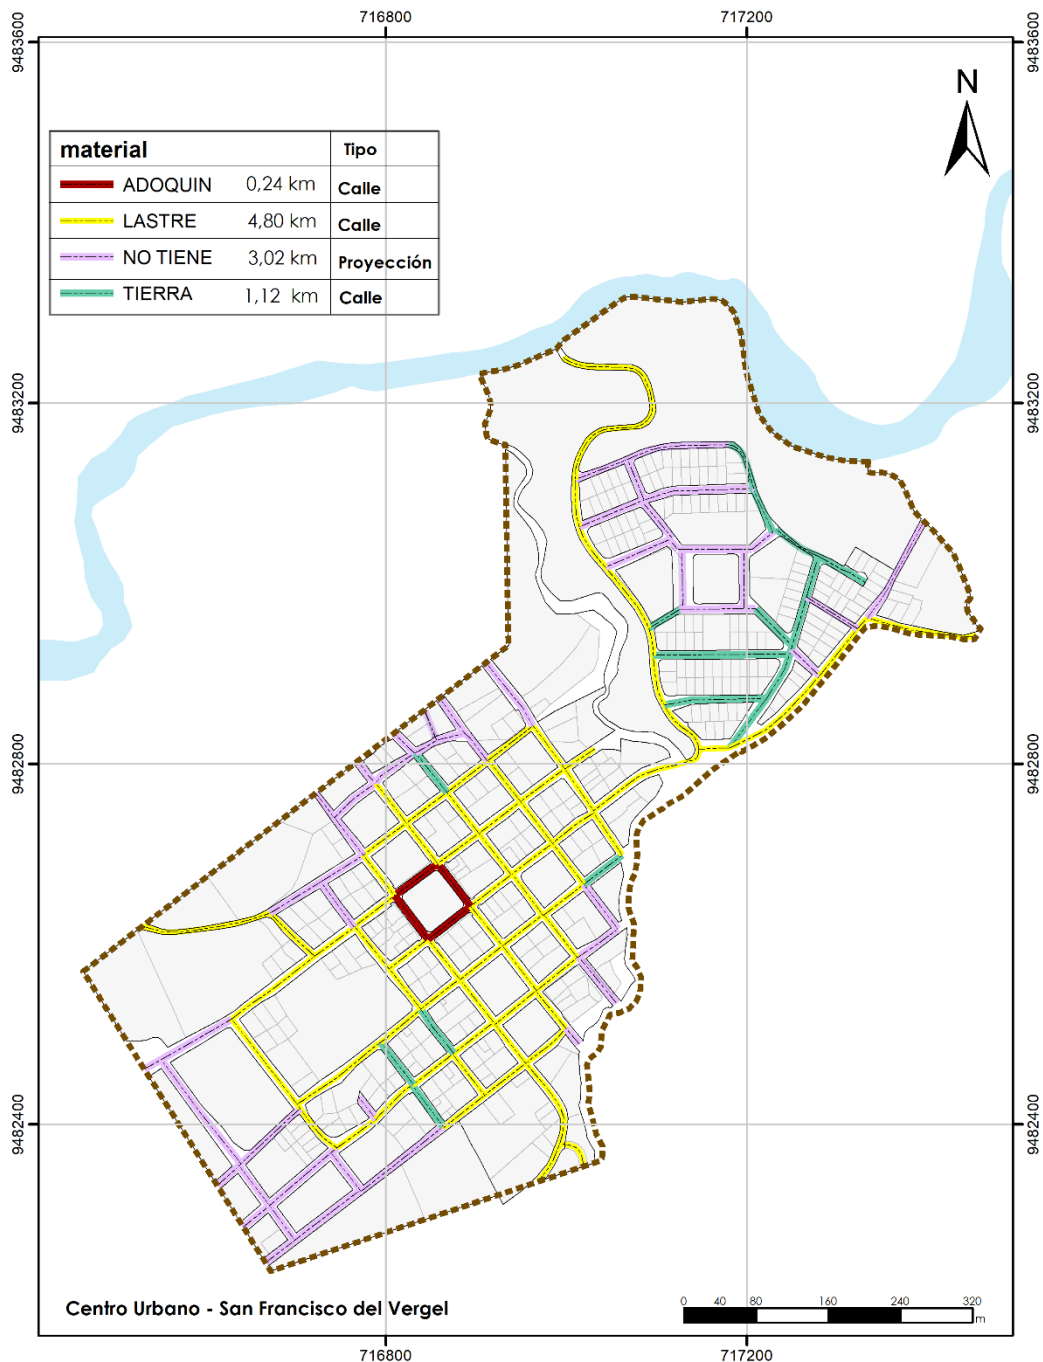 716800 717200
9483600 9483600
N
material Tipo
ADOQUIN 0,24 km Calle
LASTRE 4,80 km Calle
NO TIENE 3,02 km Proyección
TIERRA 1,12 km Calle
9483200 9483200
9482800 9482800
9482400 9482400
Centro Urbano - San Francisco del Vergel
0 40 80 160 240 320
m
716800 717200